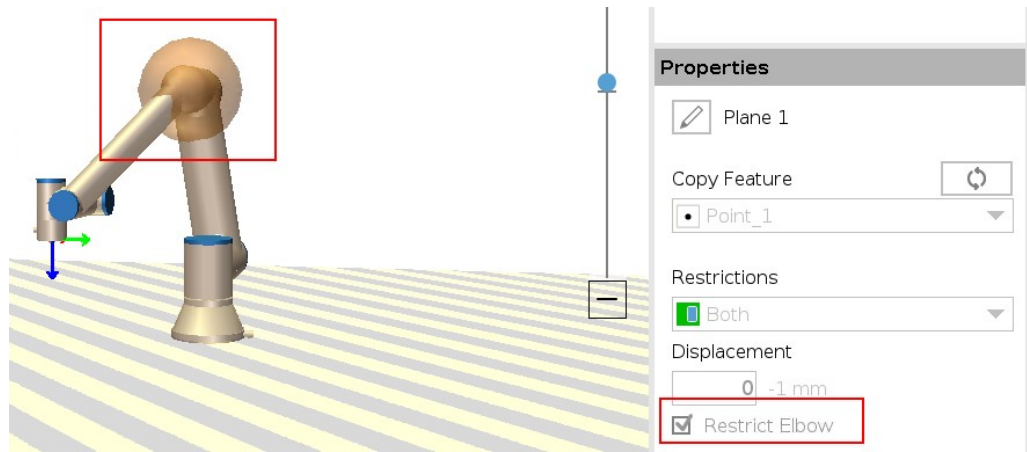 Properties
Plane 1
Copy Feature
Point_1
Restrictions
Both
Displacement
0 -1 mm
Restrict Elbow